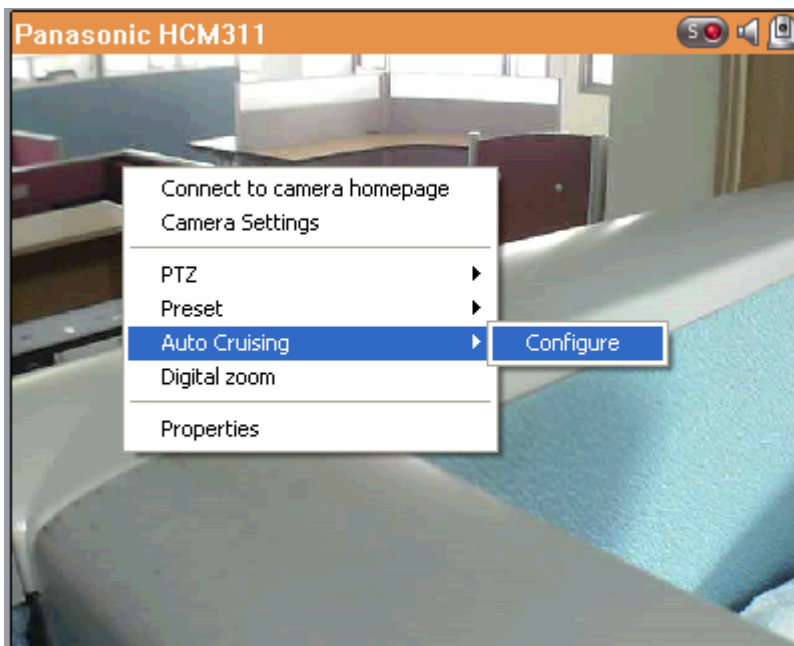 Panasonic HCM311
S
Connect to camera homepage
Camera Settings
PTZ
Preset
Auto Cruising
Configure
Digital zoom
Properties